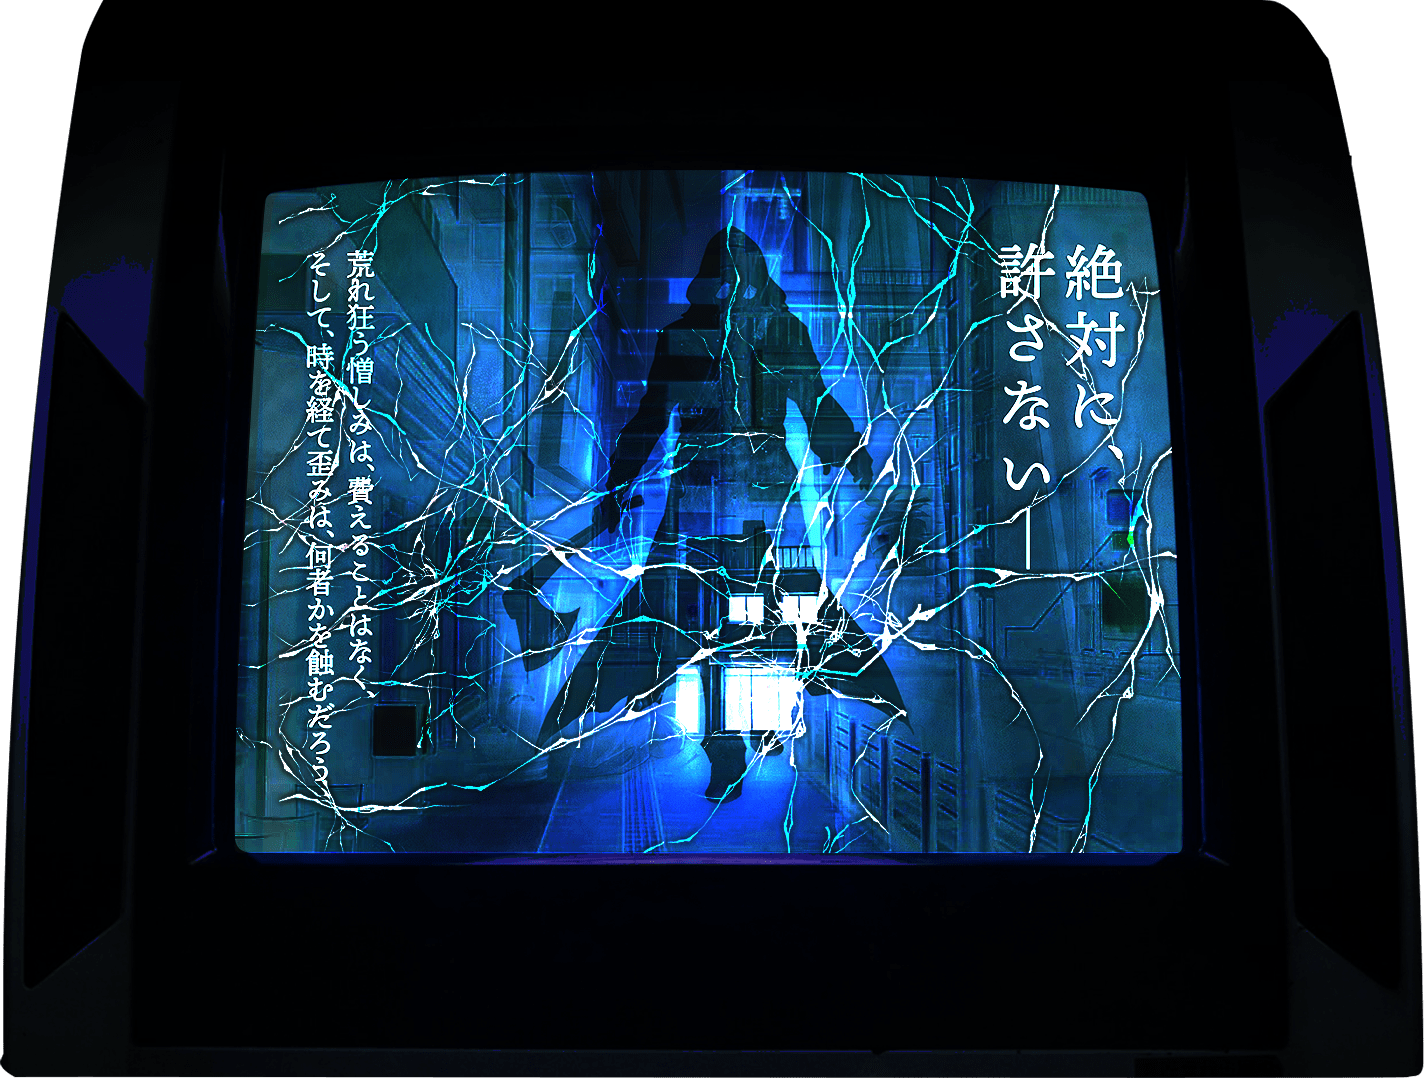 絶対に、
許さない―
荒れ狂う憎しみは、費えることはなく、
そして、時を経て歪みは、何者かを蝕むだろう。